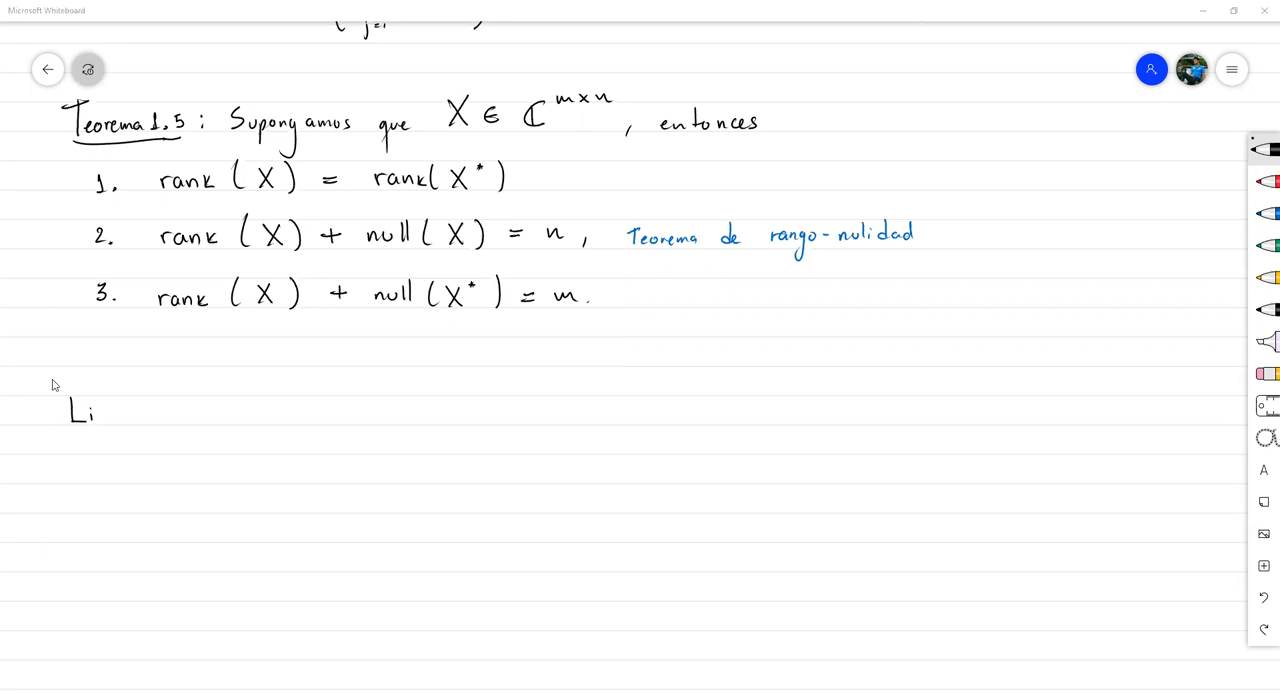 Microsoft Whiteboard
( j=1 )
Teorema 1.5: Supongamos que X ∈ ℂ^{m×n}, entonces
1. rank (X) = rank(X*)
2. rank (X) + null(X) = n, Teorema de rango-nulidad
3. rank (X) + null(X*) = m.
Li
A